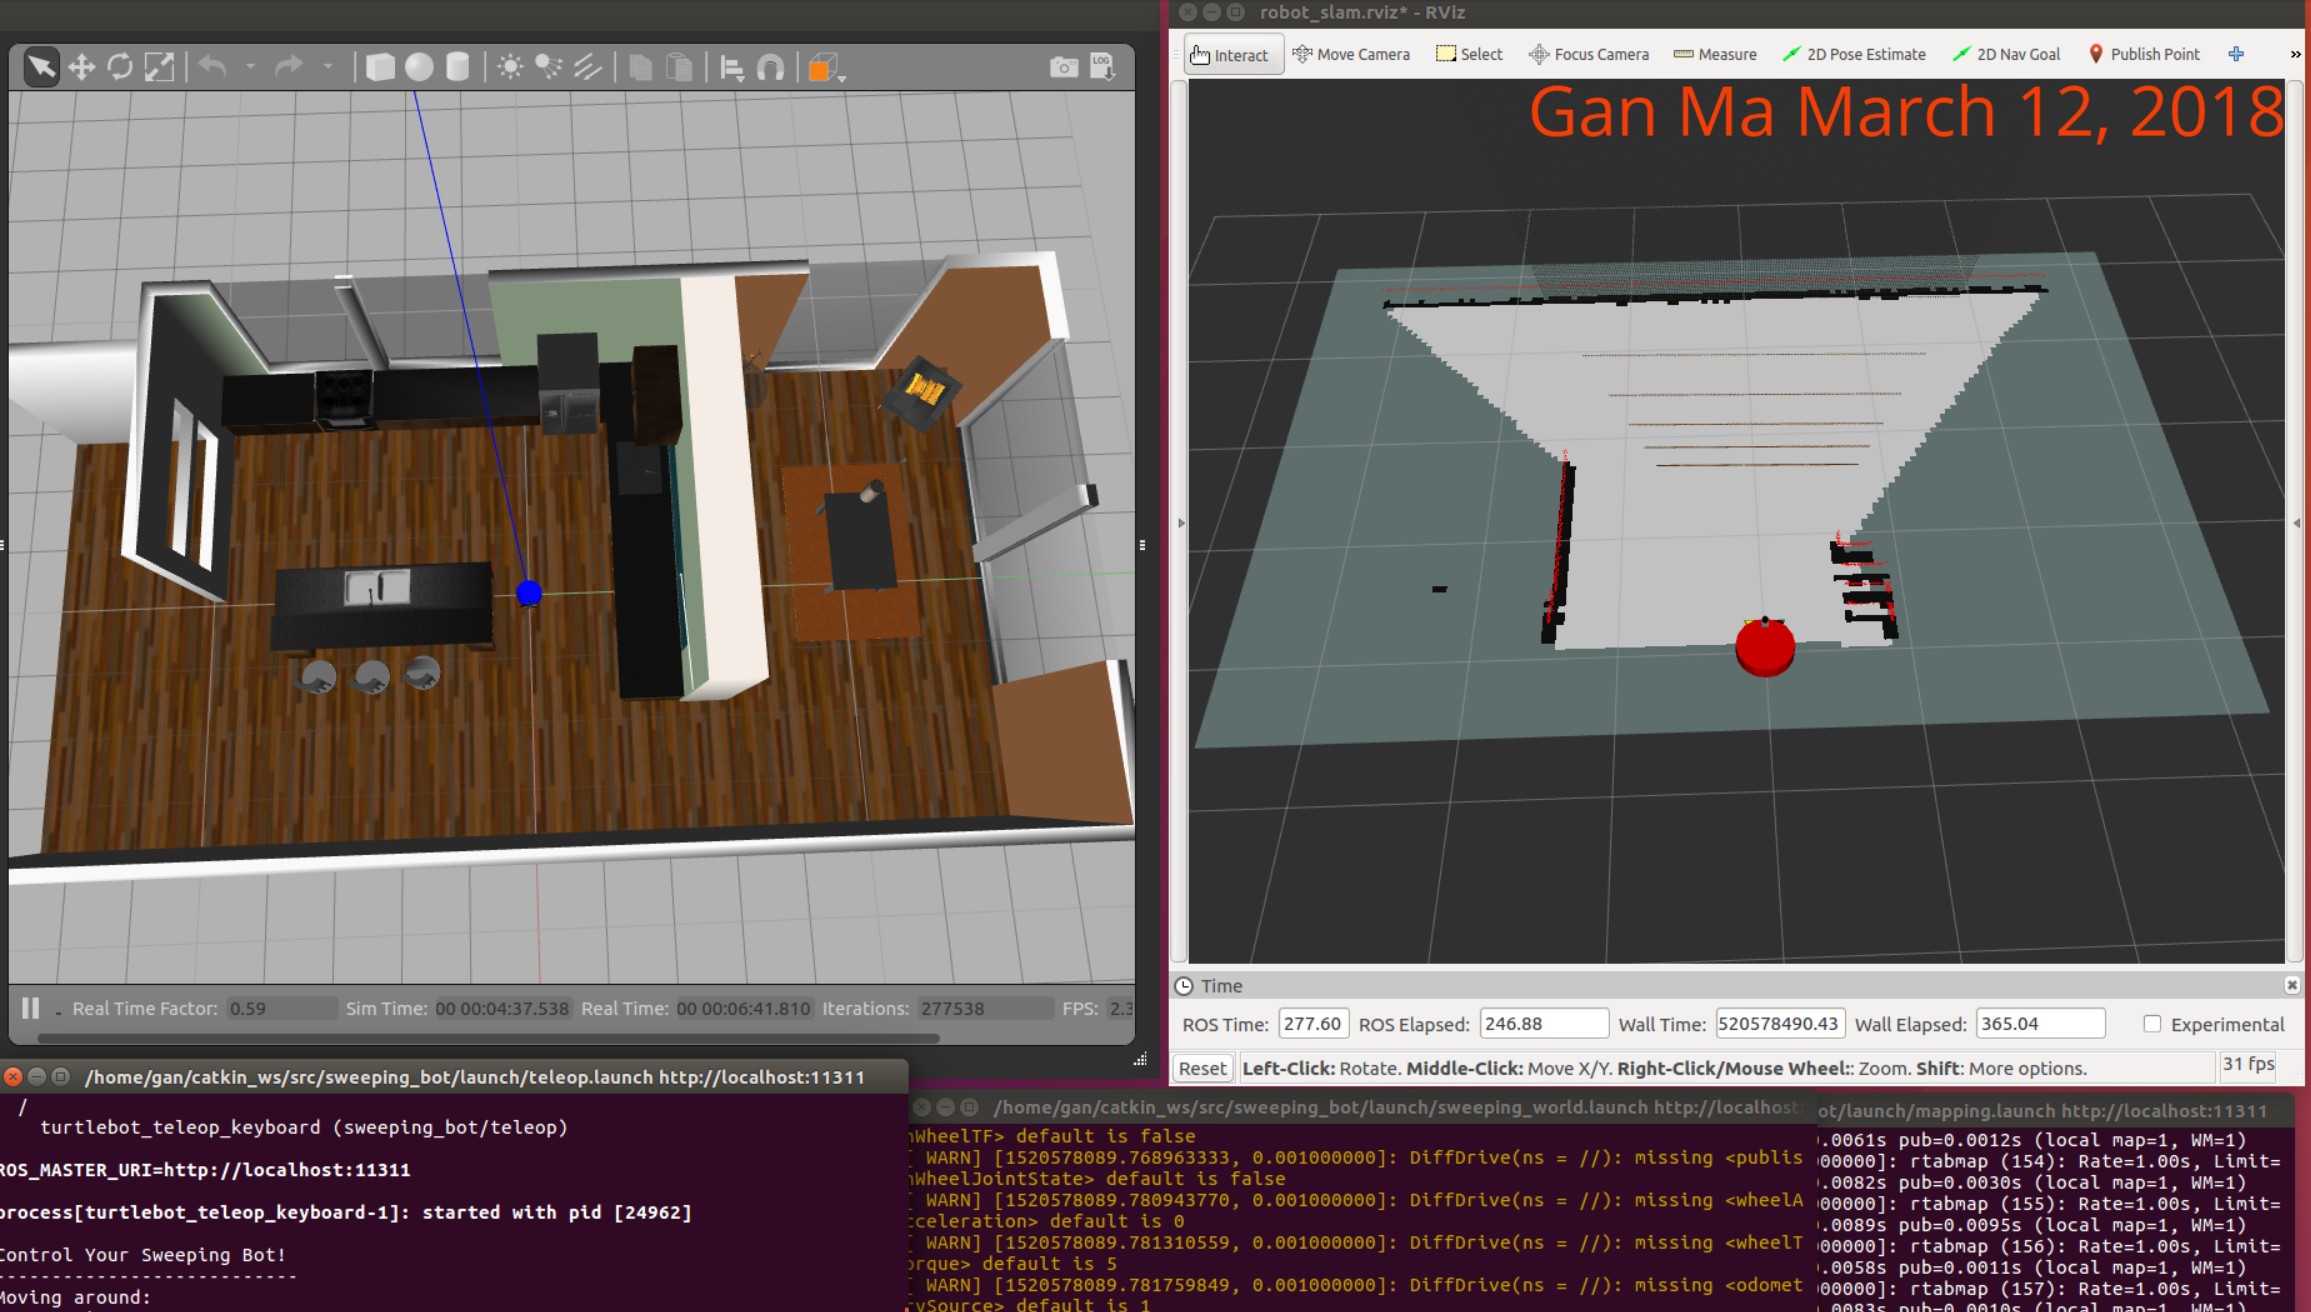 robot_slam.rviz* - RViz
Interact Move Camera Select Focus Camera Measure 2D Pose Estimate 2D Nav Goal Publish Point »
LOG
Gan Ma March 12, 2018
Real Time Factor: 0.59 Sim Time: 00 00:04:37.538 Real Time: 00 00:06:41.810 Iterations: 277538 FPS: 2.3
Time
ROS Time: 277.60 ROS Elapsed: 246.88 Wall Time: 520578490.43 Wall Elapsed: 365.04 Experimental
Reset Left-Click: Rotate. Middle-Click: Move X/Y. Right-Click/Mouse Wheel:: Zoom. Shift: More options. 31 fps
/home/gan/catkin_ws/src/sweeping_bot/launch/teleop.launch http://localhost:11311
/
turtlebot_teleop_keyboard (sweeping_bot/teleop)
ROS_MASTER_URI=http://localhost:11311
process[turtlebot_teleop_keyboard-1]: started with pid [24962]
Control Your Sweeping Bot!
---------------------------
Moving around:
/home/gan/catkin_ws/src/sweeping_bot/launch/sweeping_world.launch http://localhost:
nWheelTF> default is false
[ WARN] [1520578089.768963333, 0.001000000]: DiffDrive(ns = //): missing <publis
nWheelJointState> default is false
[ WARN] [1520578089.780943770, 0.001000000]: DiffDrive(ns = //): missing <wheelA
cceleration> default is 0
[ WARN] [1520578089.781310559, 0.001000000]: DiffDrive(ns = //): missing <wheelT
orque> default is 5
[ WARN] [1520578089.781759849, 0.001000000]: DiffDrive(ns = //): missing <odomet
rySource> default is 1
ot/launch/mapping.launch http://localhost:11311
.0061s pub=0.0012s (local map=1, WM=1)
00000]: rtabmap (154): Rate=1.00s, Limit=
.0082s pub=0.0030s (local map=1, WM=1)
00000]: rtabmap (155): Rate=1.00s, Limit=
.0089s pub=0.0095s (local map=1, WM=1)
00000]: rtabmap (156): Rate=1.00s, Limit=
.0058s pub=0.0011s (local map=1, WM=1)
00000]: rtabmap (157): Rate=1.00s, Limit=
.0083s pub=0.0010s (local map=1, WM=1)